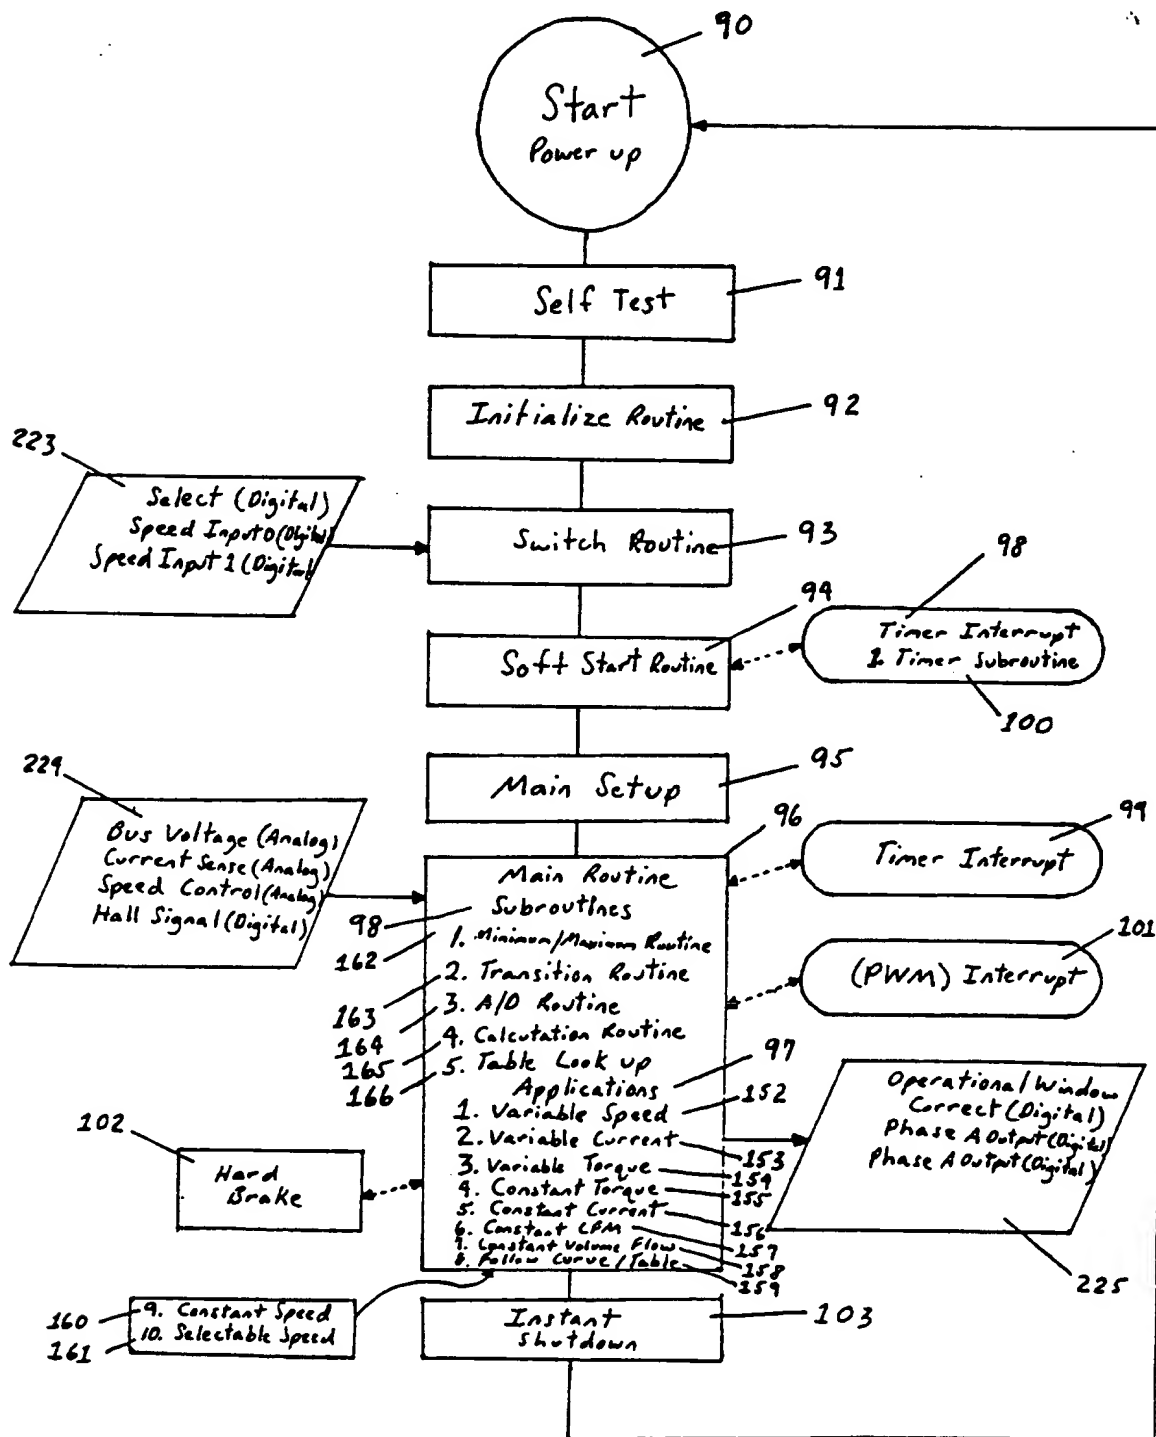 90
Start
Power up
91
Self Test
92
Initialize Routine
223
Select (Digital)
Speed Input 0 (Digital)
Speed Input 1 (Digital)
Switch Routine
93
94
Soft Start Routine
98
Timer Interrupt
1. Timer Subroutine
100
95
Main Setup
224
Bus Voltage (Analog)
Current Sense (Analog)
Speed Control (Analog)
Hall Signal (Digital)
96
Main Routine
Subroutines
98
1. Minimum/Maximum Routine
162
2. Transition Routine
163
3. A/D Routine
164
4. Calculation Routine
165
5. Table Look up
166
Applications
97
1. Variable Speed
152
2. Variable Current
153
3. Variable Torque
154
4. Constant Torque
155
5. Constant Current
156
6. Constant CFM
157
7. Constant Volume Flow
158
8. Follow Curve/Table
159
99
Timer Interrupt
101
(PWM) Interrupt
Operational Window
Correct (Digital)
Phase A Output (Digital)
Phase A Output (Digital)
225
102
Hard
Brake
160
9. Constant Speed
161
10. Selectable Speed
Instant
Shutdown
103